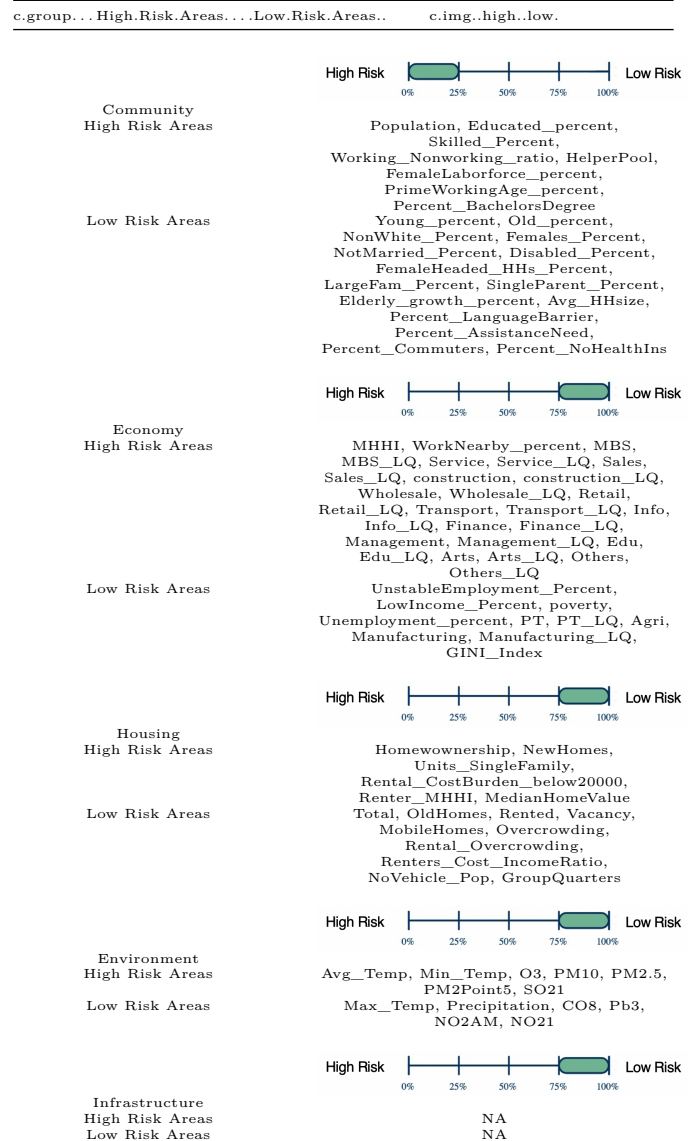 c.group...High.Risk.Areas....Low.Risk.Areas.. c.img..high..low.
High Risk Low Risk
0% 25% 50% 75% 100%
Community
High Risk Areas Population, Educated_percent,
Skilled_Percent,
Working_Nonworking_ratio, HelperPool,
FemaleLaborforce_percent,
PrimeWorkingAge_percent,
Percent_BachelorsDegree
Low Risk Areas Young_percent, Old_percent,
NonWhite_Percent, Females_Percent,
NotMarried_Percent, Disabled_Percent,
FemaleHeaded_HHs_Percent,
LargeFam_Percent, SingleParent_Percent,
Elderly_growth_percent, Avg_HHsize,
Percent_LanguageBarrier,
Percent_AssistanceNeed,
Percent_Commuters, Percent_NoHealthIns
High Risk Low Risk
0% 25% 50% 75% 100%
Economy
High Risk Areas MHHI, WorkNearby_percent, MBS,
MBS_LQ, Service, Service_LQ, Sales,
Sales_LQ, construction, construction_LQ,
Wholesale, Wholesale_LQ, Retail,
Retail_LQ, Transport, Transport_LQ, Info,
Info_LQ, Finance, Finance_LQ,
Management, Management_LQ, Edu,
Edu_LQ, Arts, Arts_LQ, Others,
Others_LQ
Low Risk Areas UnstableEmployment_Percent,
LowIncome_Percent, poverty,
Unemployment_percent, PT, PT_LQ, Agri,
Manufacturing, Manufacturing_LQ,
GINI_Index
High Risk Low Risk
0% 25% 50% 75% 100%
Housing
High Risk Areas Homewownership, NewHomes,
Units_SingleFamily,
Rental_CostBurden_below20000,
Renter_MHHI, MedianHomeValue
Low Risk Areas Total, OldHomes, Rented, Vacancy,
MobileHomes, Overcrowding,
Rental_Overcrowding,
Renters_Cost_IncomeRatio,
NoVehicle_Pop, GroupQuarters
High Risk Low Risk
0% 25% 50% 75% 100%
Environment
High Risk Areas Avg_Temp, Min_Temp, O3, PM10, PM2.5,
PM2Point5, SO21
Low Risk Areas Max_Temp, Precipitation, CO8, Pb3,
NO2AM, NO21
High Risk Low Risk
0% 25% 50% 75% 100%
Infrastructure
High Risk Areas NA
Low Risk Areas NA